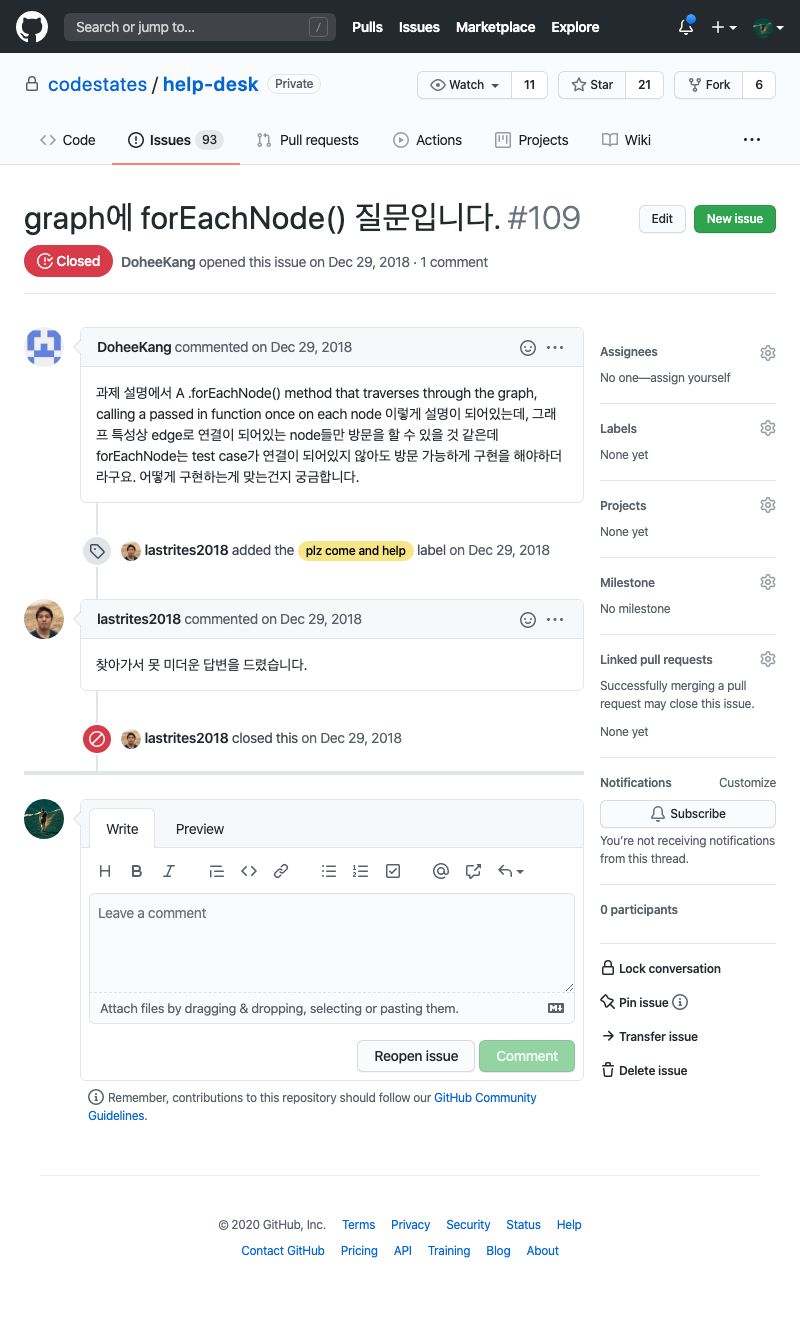 Search or jump to... /
Pulls Issues Marketplace Explore
codestates / help-desk Private
Watch 11 Star 21 Fork 6
Code Issues 93 Pull requests Actions Projects Wiki ...
graph에 forEachNode() 질문입니다. #109
Edit New issue
Closed DoheeKang opened this issue on Dec 29, 2018 · 1 comment
DoheeKang commented on Dec 29, 2018
과제 설명에서 A .forEachNode() method that traverses through the graph,
calling a passed in function once on each node 이렇게 설명이 되어있는데, 그래
프 특성상 edge로 연결이 되어있는 node들만 방문을 할 수 있을 것 같은데
forEachNode는 test case가 연결이 되어있지 않아도 방문 가능하게 구현을 해야하더
라구요. 어떻게 구현하는게 맞는건지 궁금합니다.
lastrites2018 added the plz come and help label on Dec 29, 2018
lastrites2018 commented on Dec 29, 2018
찾아가서 못 미더운 답변을 드렸습니다.
lastrites2018 closed this on Dec 29, 2018
Write Preview
H B I
Leave a comment
Attach files by dragging & dropping, selecting or pasting them.
Reopen issue Comment
Remember, contributions to this repository should follow our GitHub Community
Guidelines.
Assignees
No one—assign yourself
Labels
None yet
Projects
None yet
Milestone
No milestone
Linked pull requests
Successfully merging a pull
request may close this issue.
None yet
Notifications Customize
Subscribe
You're not receiving notifications
from this thread.
0 participants
Lock conversation
Pin issue
Transfer issue
Delete issue
© 2020 GitHub, Inc. Terms Privacy Security Status Help
Contact GitHub Pricing API Training Blog About